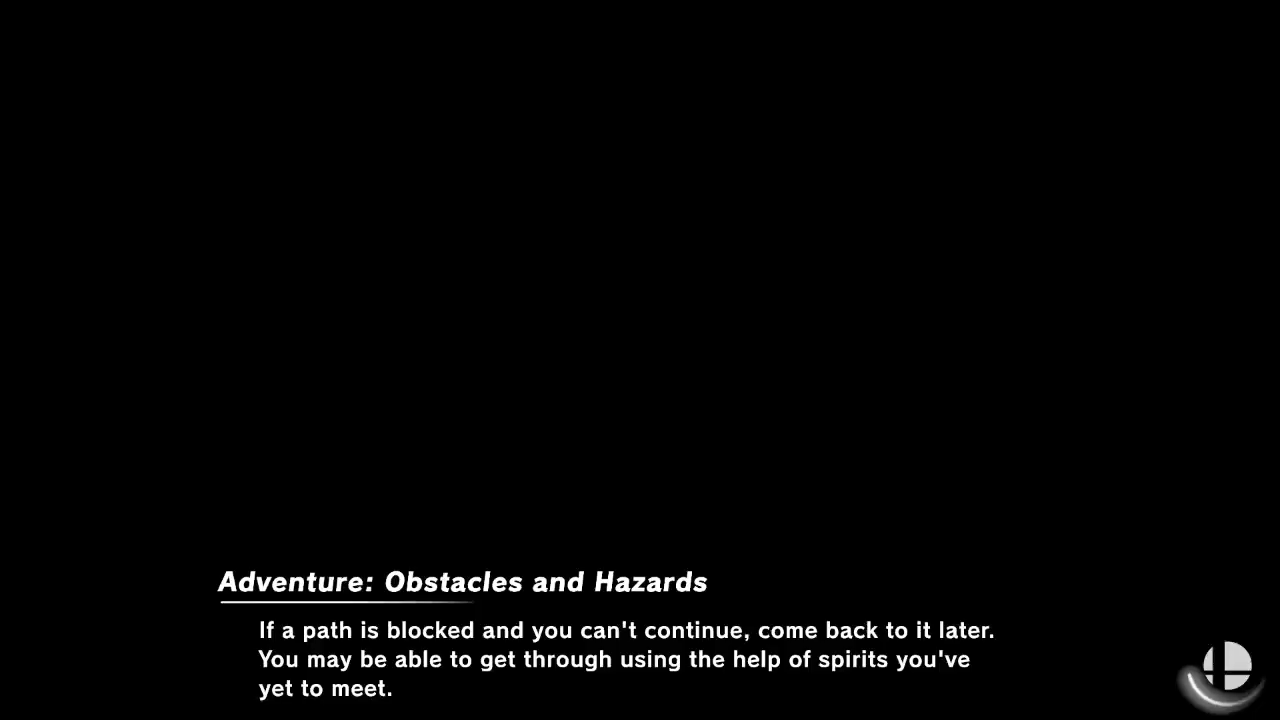 Adventure: Obstacles and Hazards
If a path is blocked and you can't continue, come back to it later.
You may be able to get through using the help of spirits you've
yet to meet.